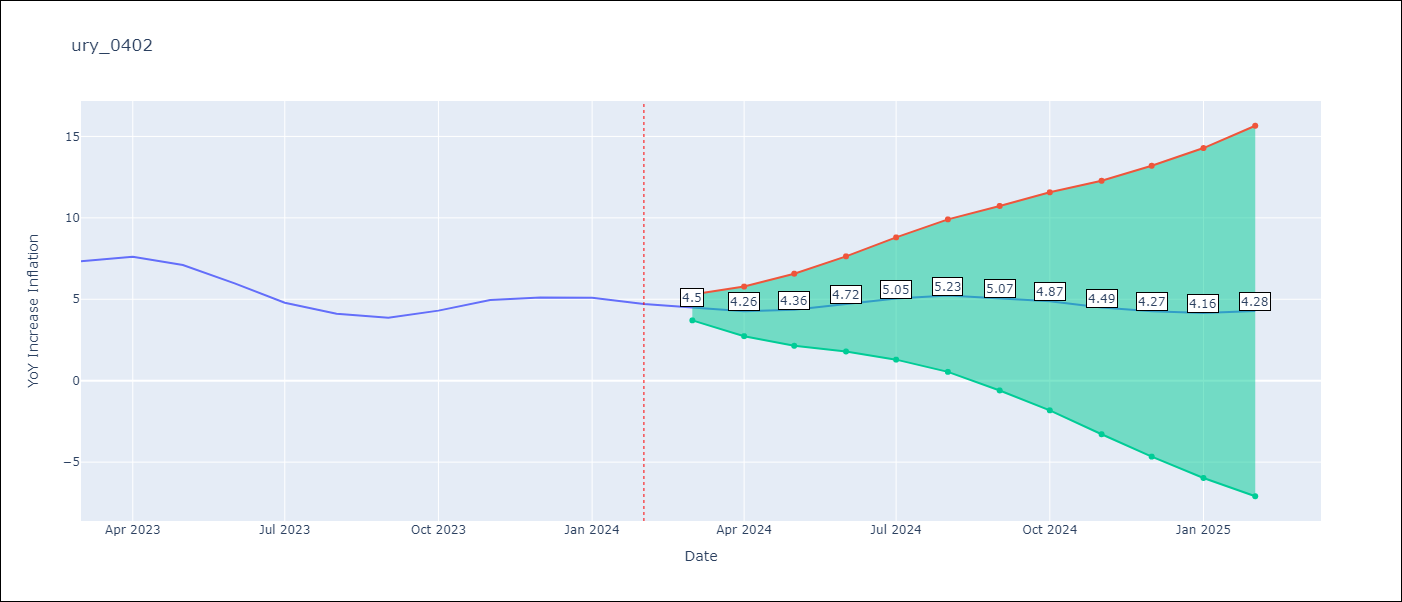 ury_0402
YoY Increase Inflation
15
10
5
0
−5
4.5
4.26
4.36
4.72
5.05
5.23
5.07
4.87
4.49
4.27
4.16
4.28
Apr 2023
Jul 2023
Oct 2023
Jan 2024
Apr 2024
Jul 2024
Oct 2024
Jan 2025
Date